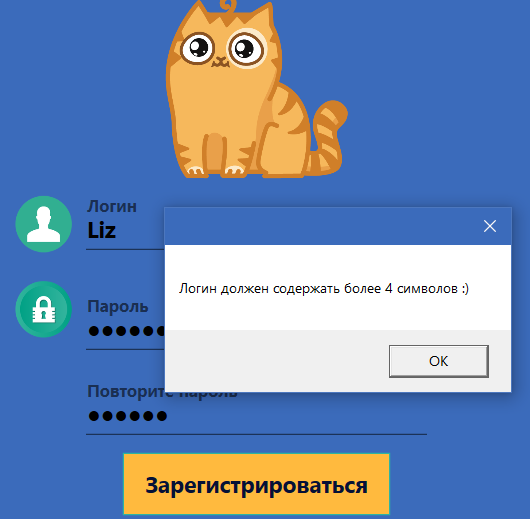 Логин
Liz
Логин должен содержать более 4 символов :)
Пароль
OK
Повторите пароль
Зарегистрироваться